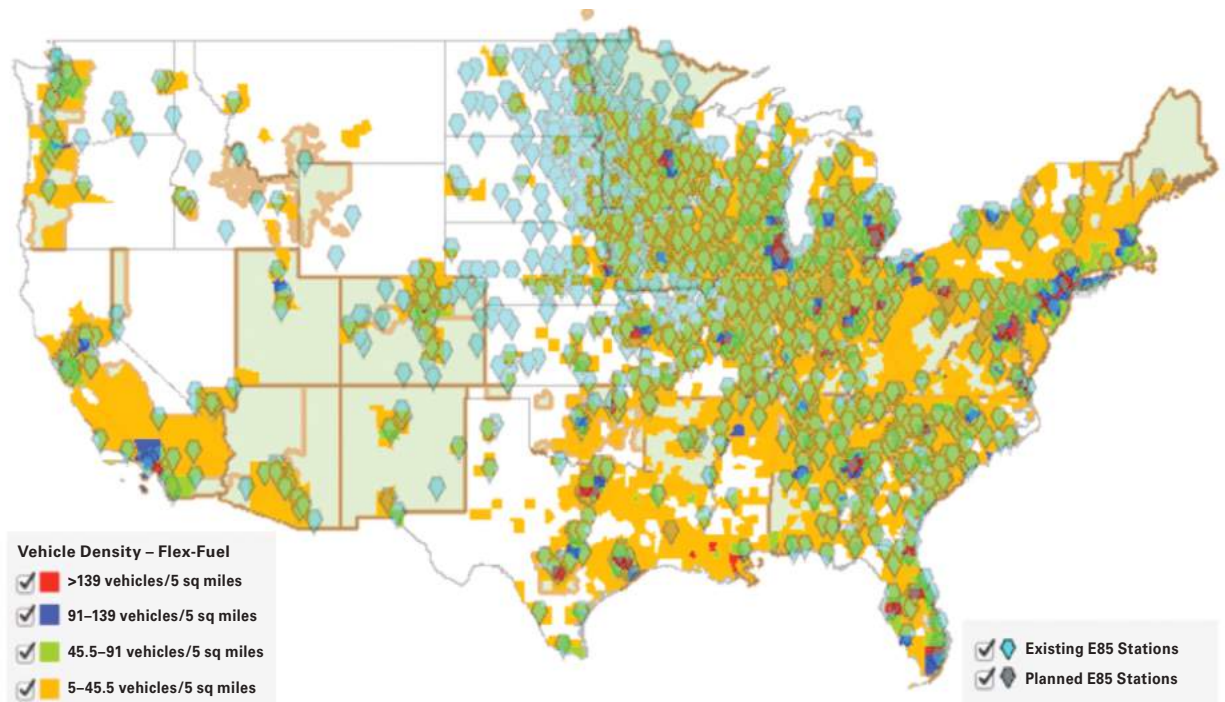 Vehicle Density – Flex-Fuel
>139 vehicles/5 sq miles
91–139 vehicles/5 sq miles
45.5–91 vehicles/5 sq miles
5–45.5 vehicles/5 sq miles
Existing E85 Stations
Planned E85 Stations